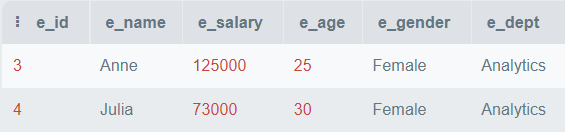 e_id e_name e_salary e_age e_gender e_dept
3 Anne 125000 25 Female Analytics
4 Julia 73000 30 Female Analytics